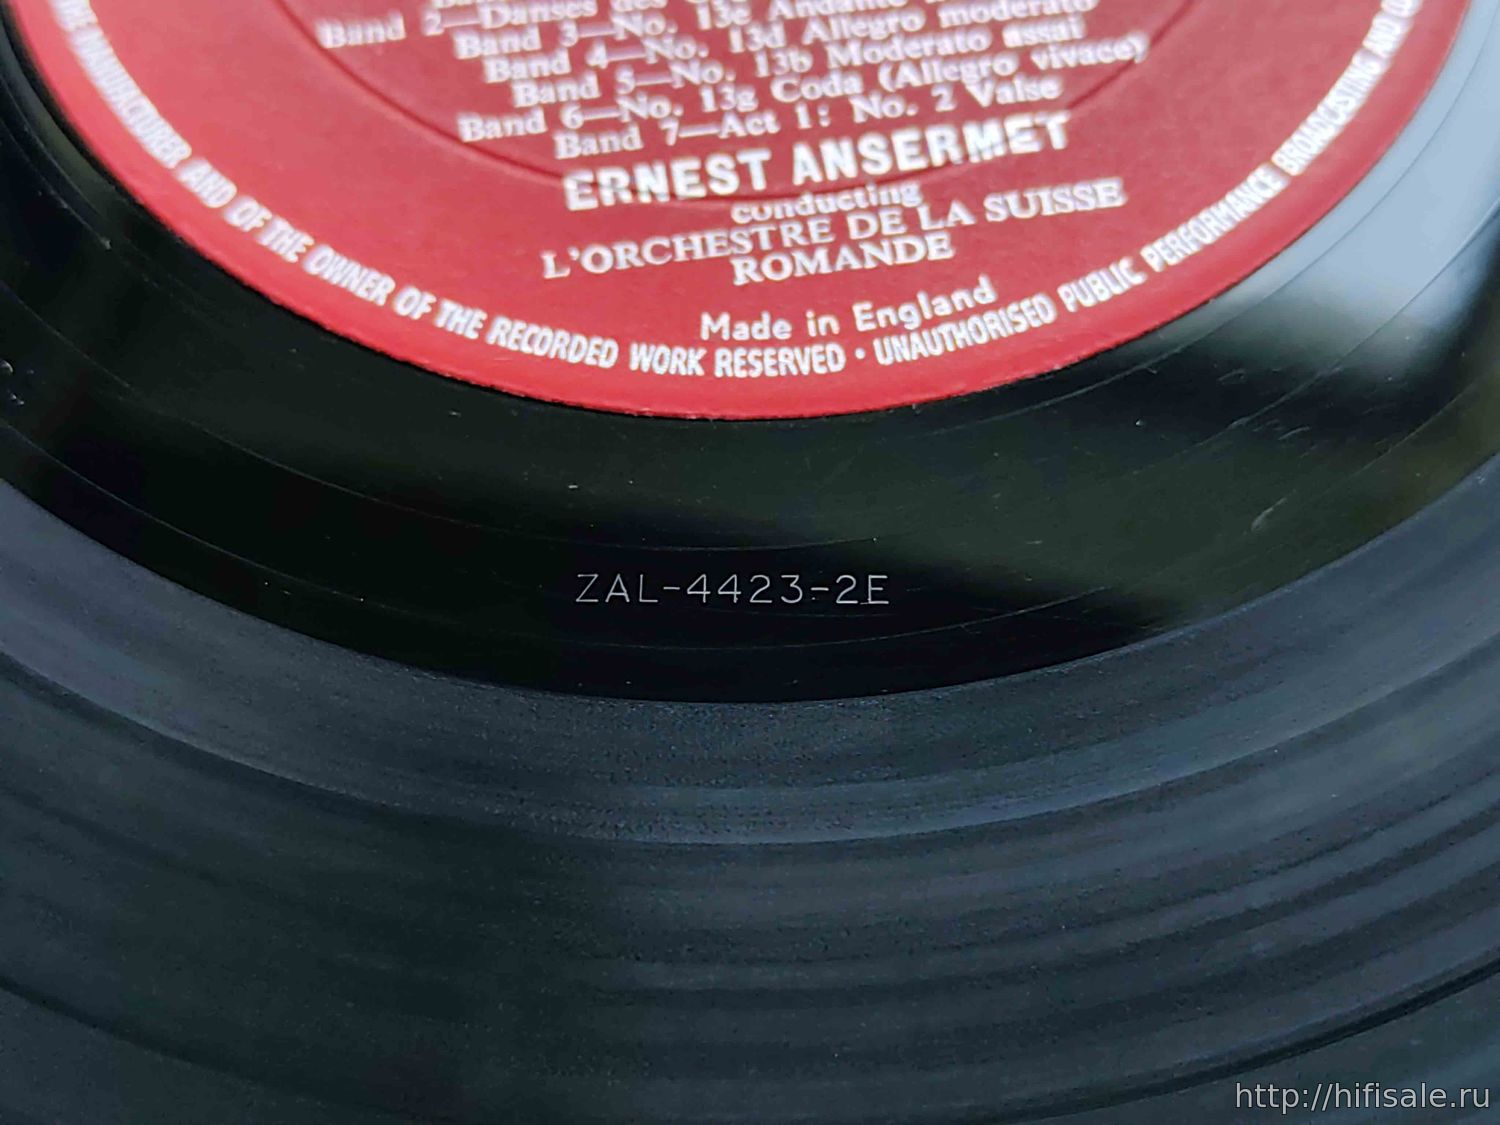 Band 2—Danses des
Band 3—No. 13e Andante
Band 4—No. 13d Allegro moderato
Band 5—No. 13b Moderato assai
Band 6—No. 13g Coda (Allegro vivace)
Band 7—Act 1: No. 2 Valse
ERNEST ANSERMET
conducting
L'ORCHESTRE DE LA SUISSE
ROMANDE
Made in England
MANUFACTURER AND OF THE OWNER OF THE RECORDED WORK RESERVED • UNAUTHORISED PUBLIC PERFORMANCE BROADCASTING AND
ZAL-4423-2E
http://hifisale.ru